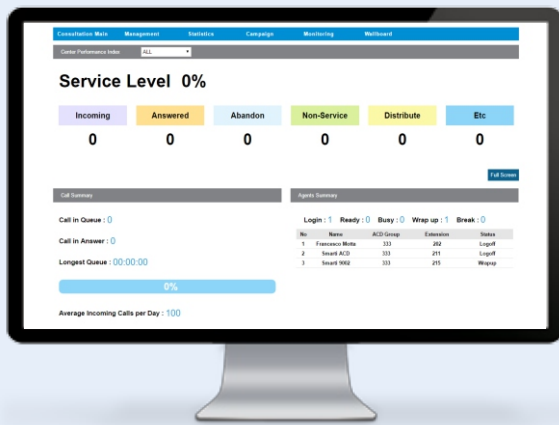 Consultation Main Management Statistics Campaign Monitoring Wallboard
Center Performance Index ALL
Service Level 0%
Incoming Answered Abandon Non-Service Distribute Etc
0 0 0 0 0 0
Full Screen
Call Summary
Call in Queue : 0
Call in Answer : 0
Longest Queue : 00:00:00
0%
Average Incoming Calls per Day : 100
Agents Summary
Login : 1 Ready : 0 Busy : 0 Wrap up : 1 Break : 0
No Name ACD Group Extension Status
1 Francesco Motta 333 202 Logoff
2 Smarti ACD 333 211 Logoff
3 Smarti 9002 333 215 Wrapup